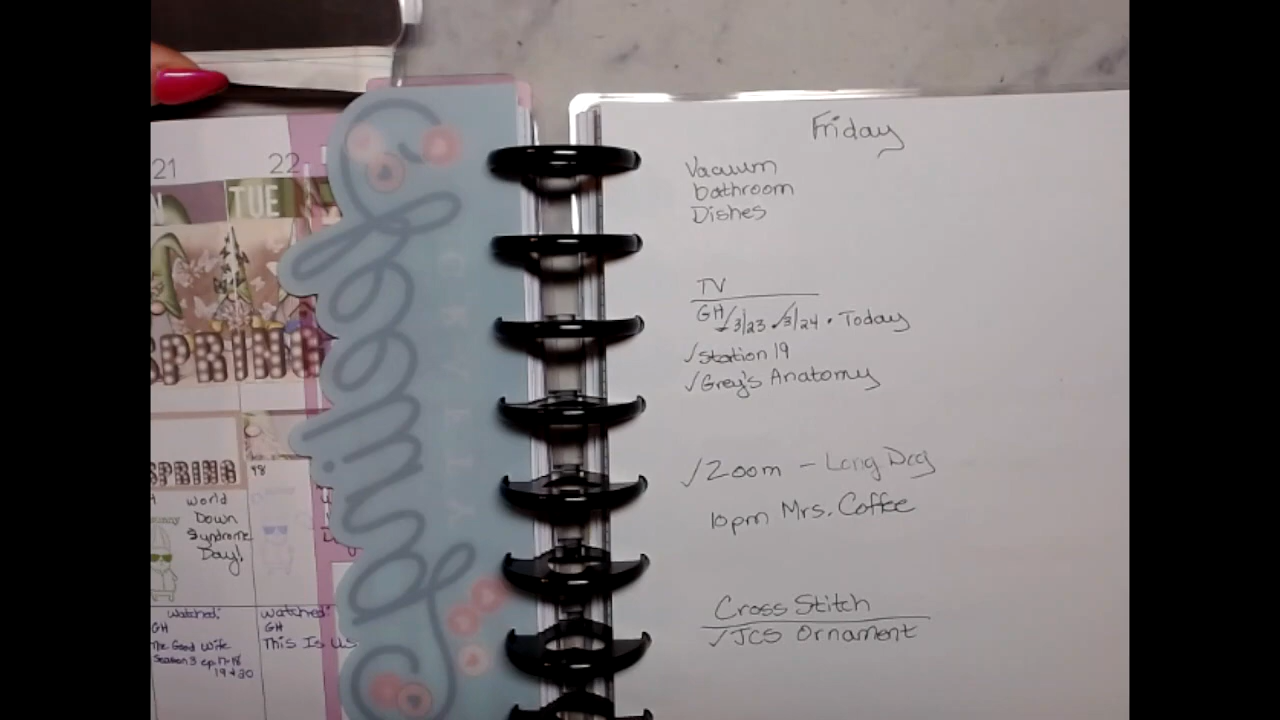 21
22
TUE
SPRING
SPRING
World
Down
Syndrome
Day!
Watched:
GH
The Good Wife
Station 3 ep. 17-18
19 & 20
Watched:
GH
This Is Us
Friday
Vacuum
bathroom
Dishes
TV
GH ✓3/23 ✓3/24 • Today
✓Station 19
✓Grey's Anatomy
✓Zoom - Long Dog
10pm Mrs. Coffee
Cross Stitch
✓JCS Ornament